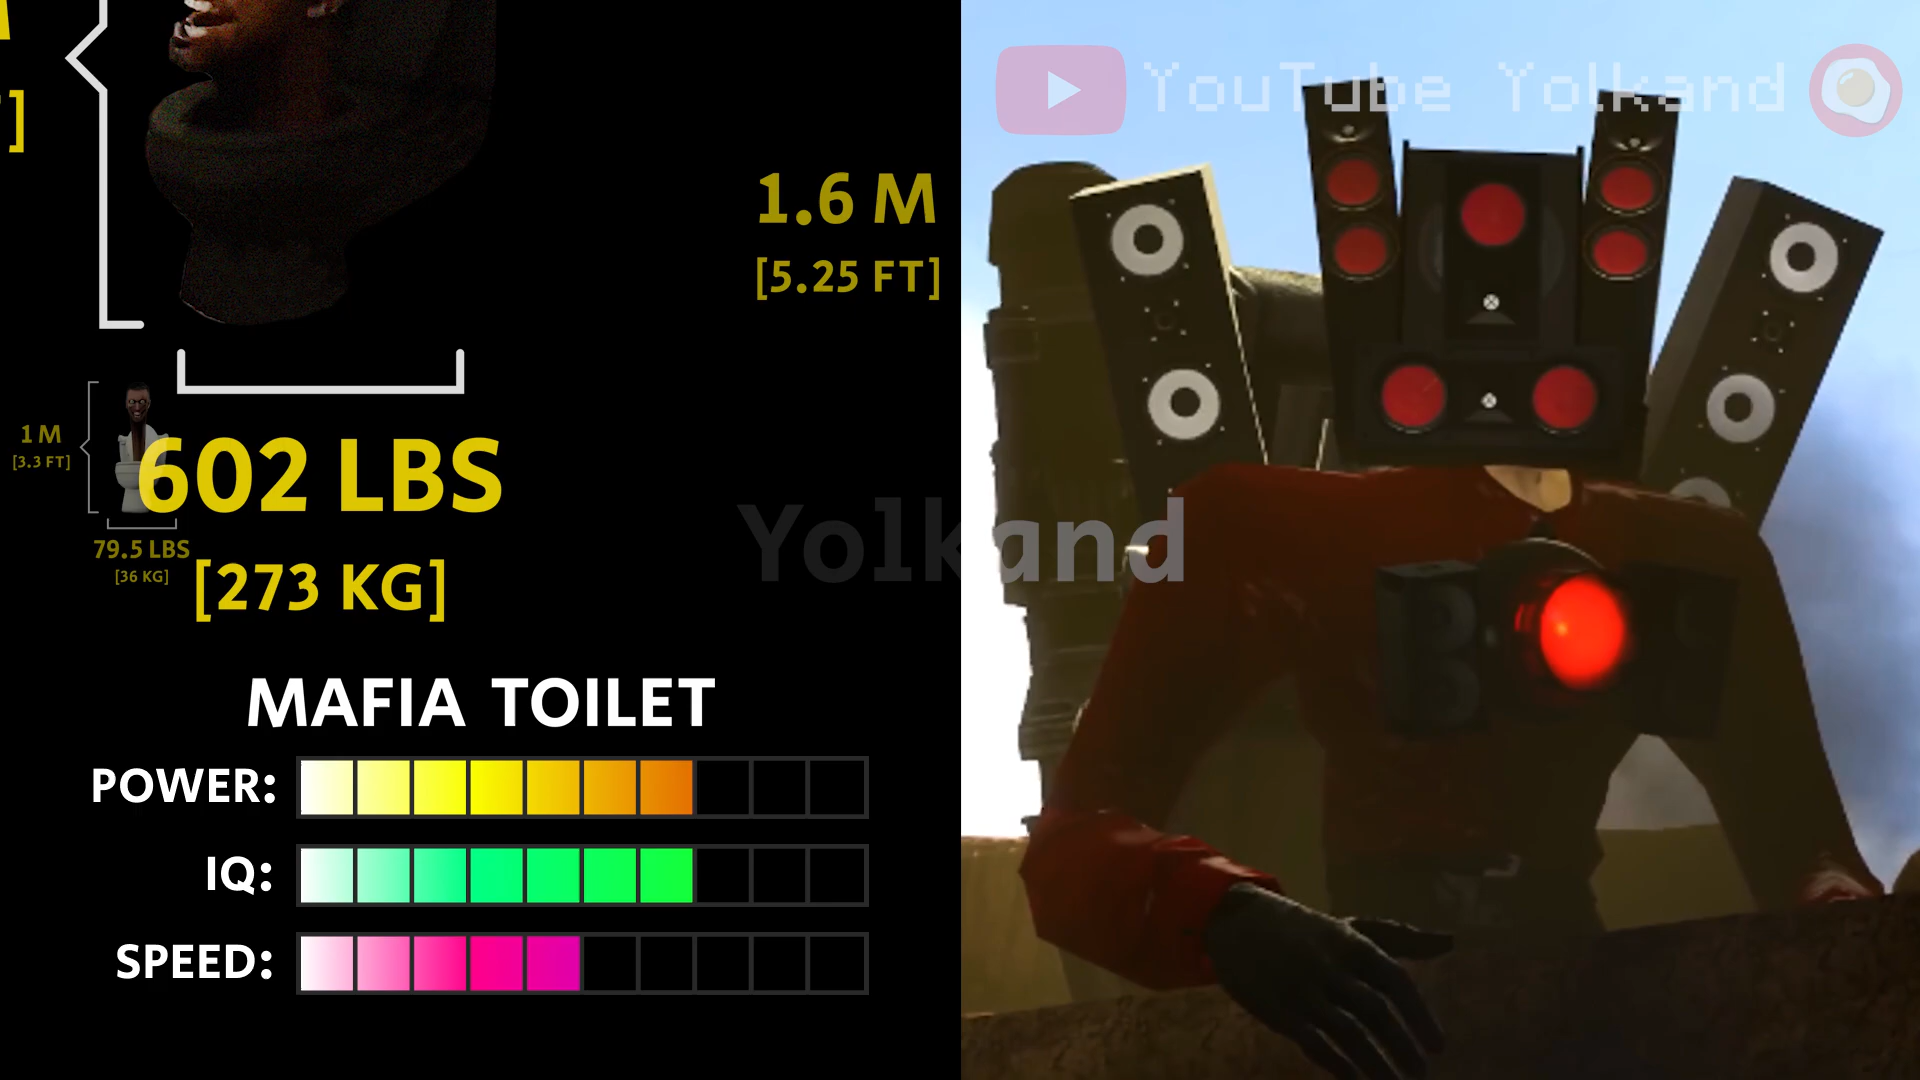 ]
1.6 M
[5.25 FT]
1 M
[3.3 FT]
79.5 LBS
[36 KG]
602 LBS
[273 KG]
MAFIA TOILET
POWER:
IQ:
SPEED:
YouTube Yolkand
Yolkand